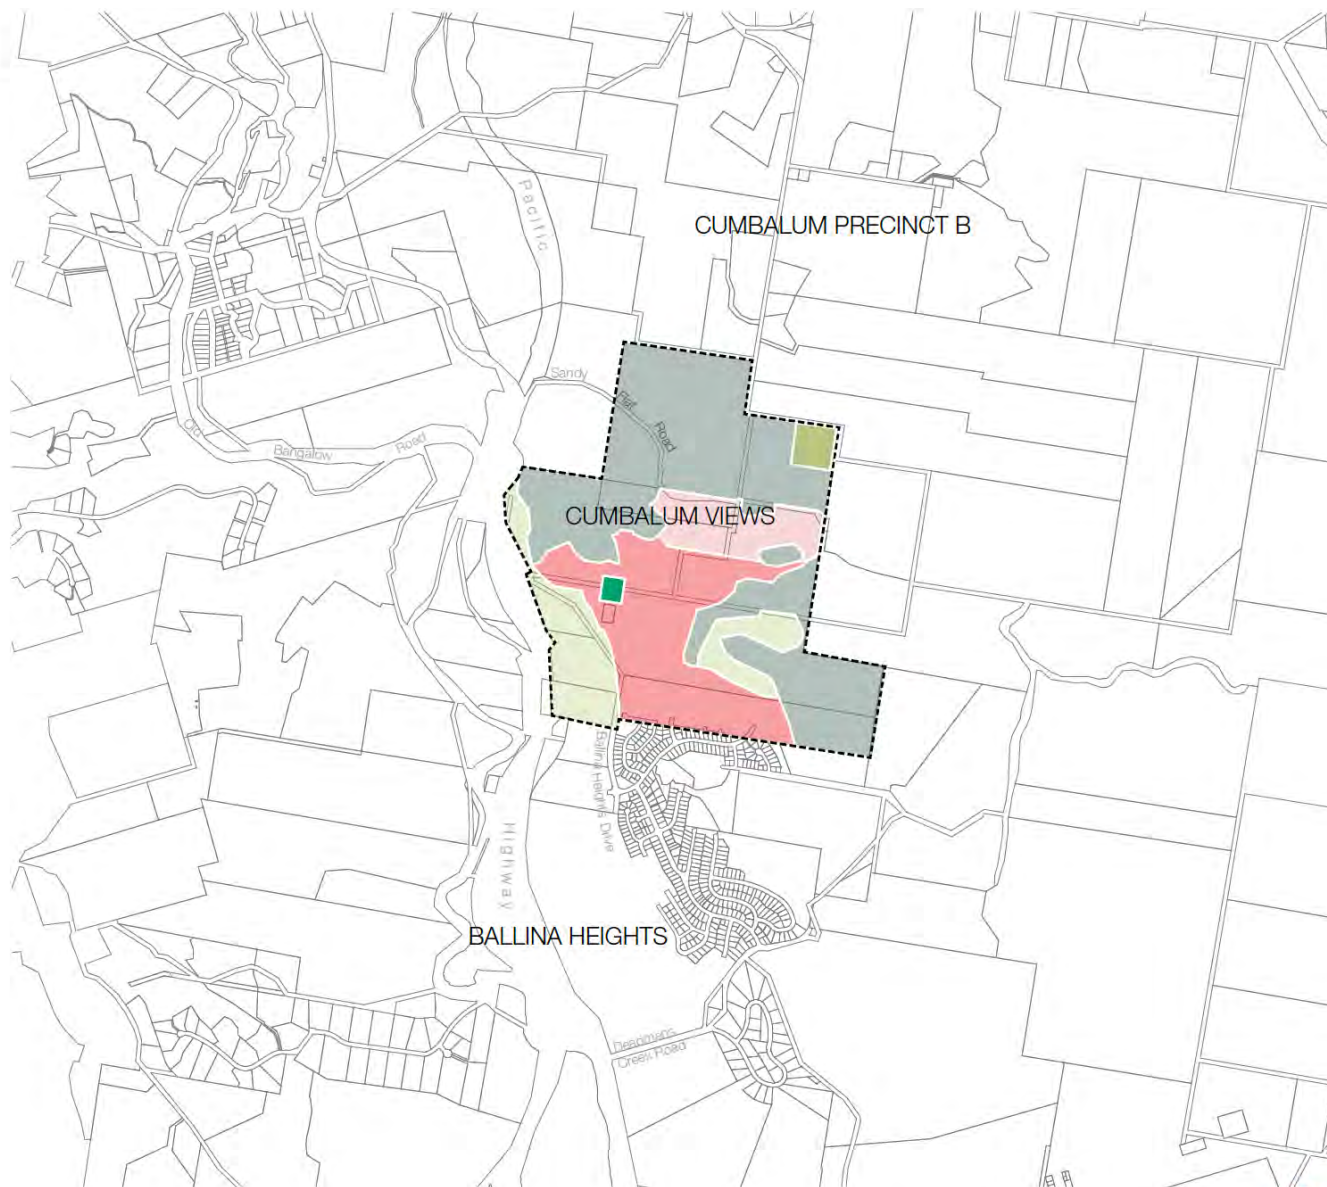 Pacific
CUMBALUM PRECINCT B
Sandy
Flat
Road
Old
Bangalow
Road
CUMBALUM VIEWS
Ballina Heights Drive
Highway
BALLINA HEIGHTS
Deadmans
Creek Road